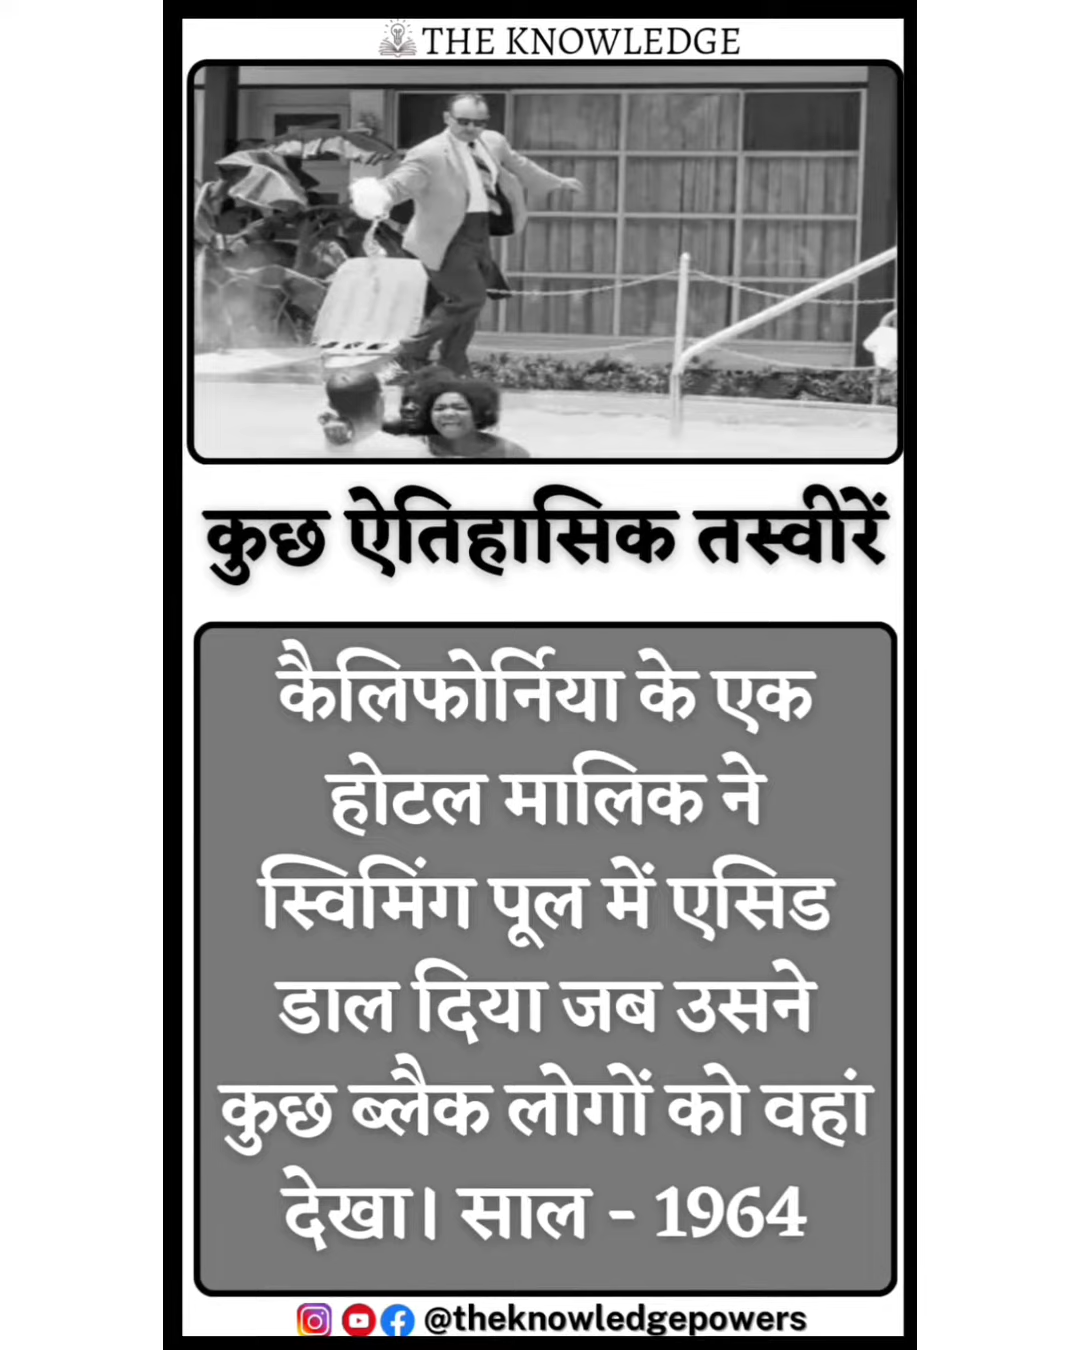 THE KNOWLEDGE
कुछ ऐतिहासिक तस्वीरें
कैलिफोर्निया के एक
होटल मालिक ने
स्विमिंग पूल में एसिड
डाल दिया जब उसने
कुछ ब्लैक लोगों को वहां
देखा। साल - 1964
@theknowledgepowers